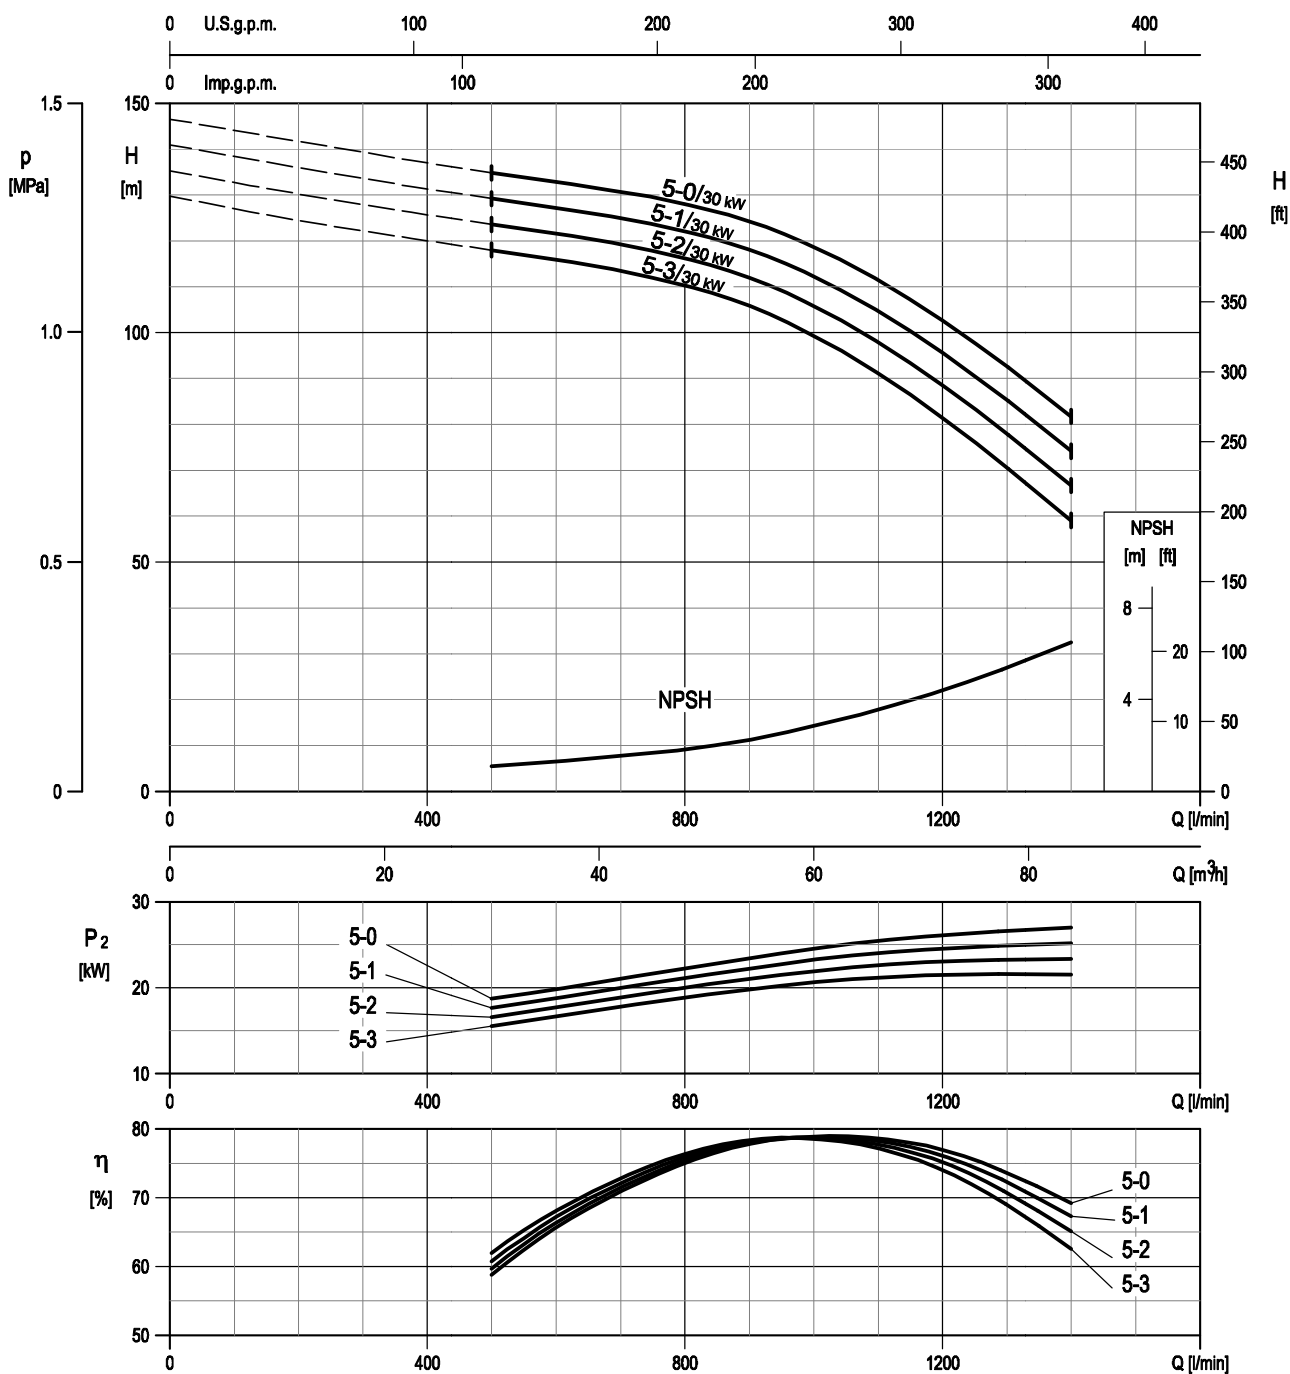 0 U.S.g.p.m. 100 200 300 400
0 Imp.g.p.m. 100 200 300
1.5 150
p H 450
[MPa] [m] H
[ft]
5-0/30 kW
5-1/30 kW
5-2/30 kW
5-3/30 kW
400
350
1.0 100
300
250
200
NPSH
[m] [ft]
0.5 50 150
8
20 100
NPSH
4
10 50
0 0 0
400 800 1200 Q [l/min]
0 20 40 60 80 Q [m³/h]
30
P2
[kW]
5-0
5-1
20
5-2
5-3
10
0 400 800 1200 Q [l/min]
80
η
[%]
70
5-0
5-1
5-2
60
5-3
50
0 400 800 1200 Q [l/min]